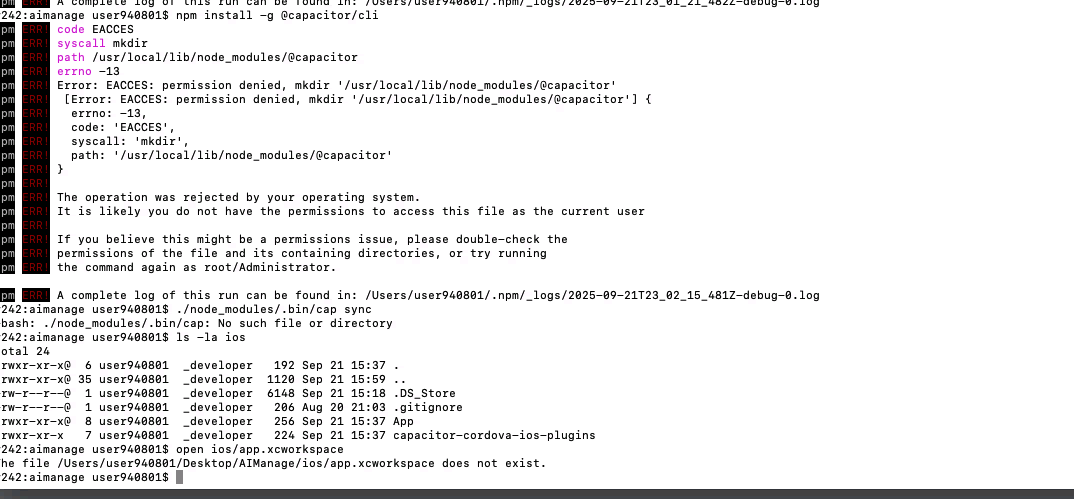 pm ERR! A complete log of this run can be found in: /Users/user940801/.npm/_logs/2025-09-21T23_01_21_482Z-debug-0.log
242:aimanage user940801$ npm install -g @capacitor/cli
pm ERR! code EACCES
pm ERR! syscall mkdir
pm ERR! path /usr/local/lib/node_modules/@capacitor
pm ERR! errno -13
pm ERR! Error: EACCES: permission denied, mkdir '/usr/local/lib/node_modules/@capacitor'
pm ERR!  [Error: EACCES: permission denied, mkdir '/usr/local/lib/node_modules/@capacitor'] {
pm ERR!   errno: -13,
pm ERR!   code: 'EACCES',
pm ERR!   syscall: 'mkdir',
pm ERR!   path: '/usr/local/lib/node_modules/@capacitor'
pm ERR! }
pm ERR!
pm ERR! The operation was rejected by your operating system.
pm ERR! It is likely you do not have the permissions to access this file as the current user
pm ERR!
pm ERR! If you believe this might be a permissions issue, please double-check the
pm ERR! permissions of the file and its containing directories, or try running
pm ERR! the command again as root/Administrator.

pm ERR! A complete log of this run can be found in: /Users/user940801/.npm/_logs/2025-09-21T23_02_15_481Z-debug-0.log
242:aimanage user940801$ ./node_modules/.bin/cap sync
-bash: ./node_modules/.bin/cap: No such file or directory
242:aimanage user940801$ ls -la ios
otal 24
rwxr-xr-x@  6 user940801  _developer   192 Sep 21 15:37 .
rwxr-xr-x@ 35 user940801  _developer  1120 Sep 21 15:59 ..
-rw-r--r--@  1 user940801  _developer  6148 Sep 21 15:18 .DS_Store
-rw-r--r--@  1 user940801  _developer   206 Aug 20 21:03 .gitignore
rwxr-xr-x@  8 user940801  _developer   256 Sep 21 15:37 App
rwxr-xr-x   7 user940801  _developer   224 Sep 21 15:37 capacitor-cordova-ios-plugins
242:aimanage user940801$ open ios/app.xcworkspace
he file /Users/user940801/Desktop/AIManage/ios/app.xcworkspace does not exist.
242:aimanage user940801$